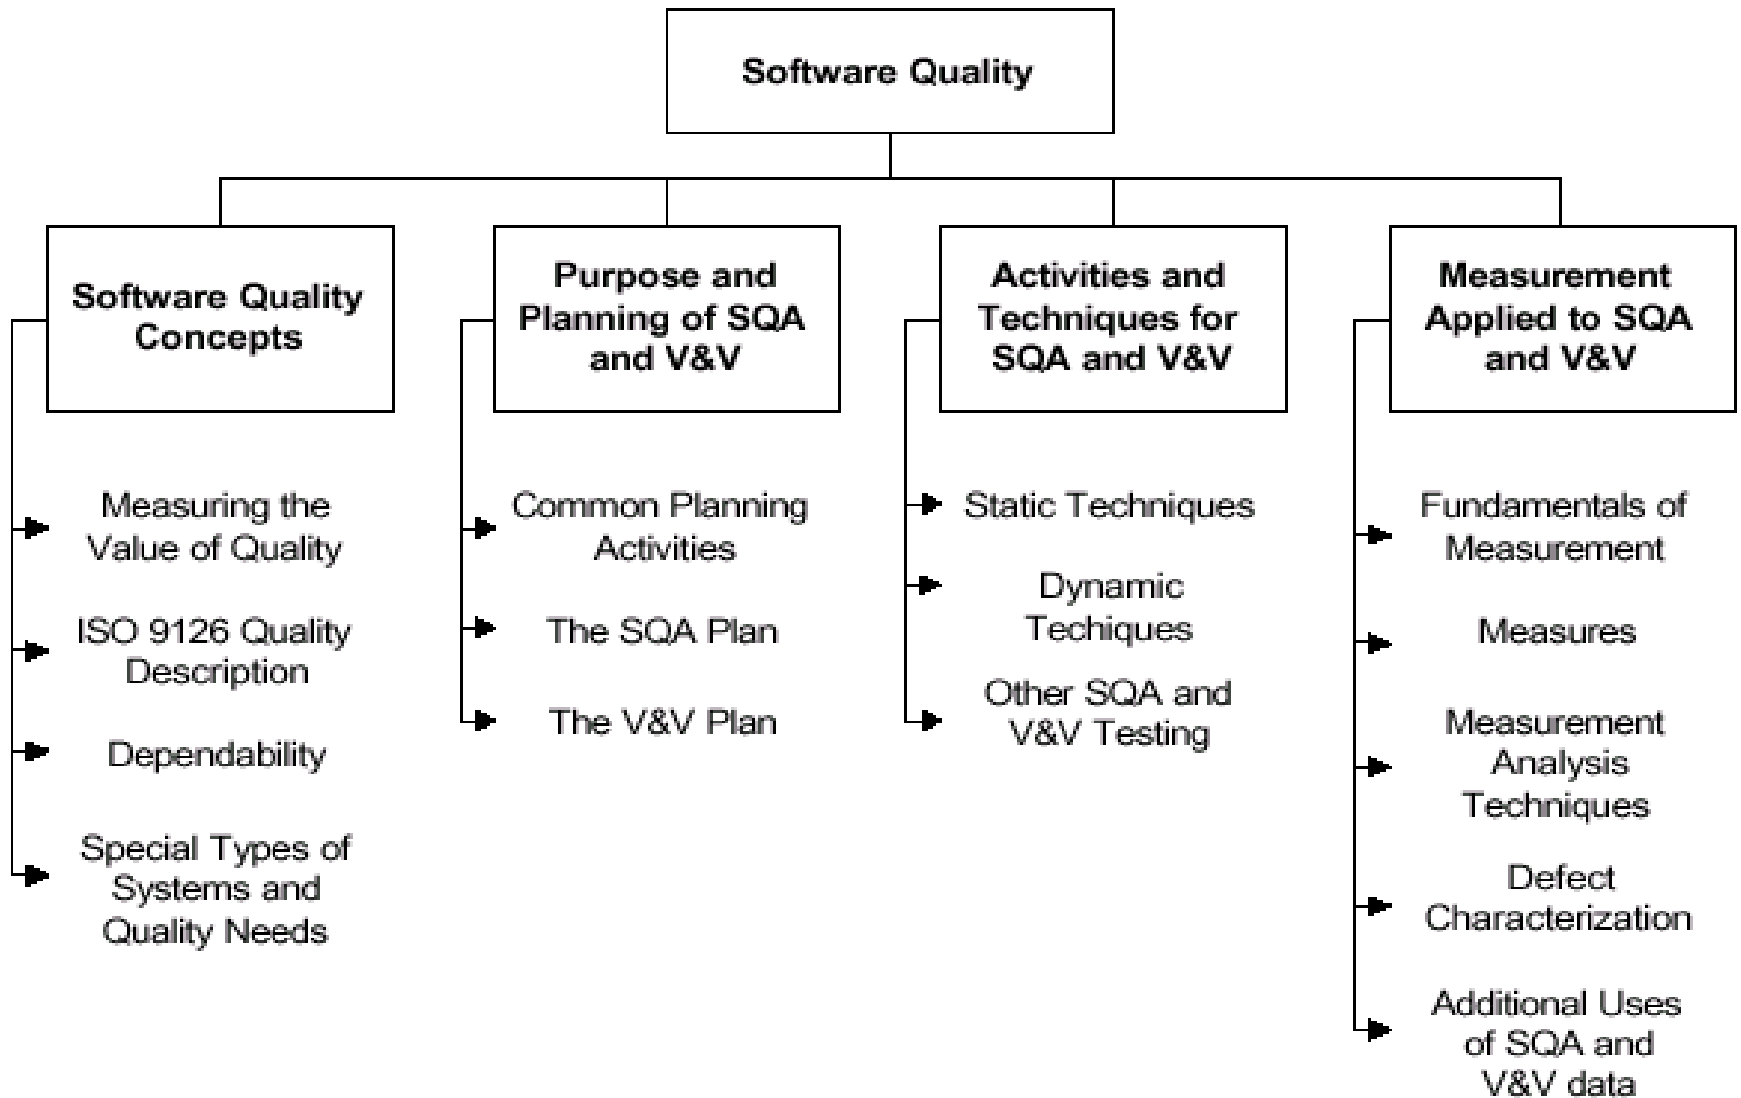 Software Quality
Software Quality
Concepts
Measuring the
Value of Quality
ISO 9126 Quality
Description
Dependability
Special Types of
Systems and
Quality Needs
Purpose and
Planning of SQA
and V&V
Common Planning
Activities
The SQA Plan
The V&V Plan
Activities and
Techniques for
SQA and V&V
Static Techniques
Dynamic
Techiques
Other SQA and
V&V Testing
Measurement
Applied to SQA
and V&V
Fundamentals of
Measurement
Measures
Measurement
Analysis
Techniques
Defect
Characterization
Additional Uses
of SQA and
V&V data